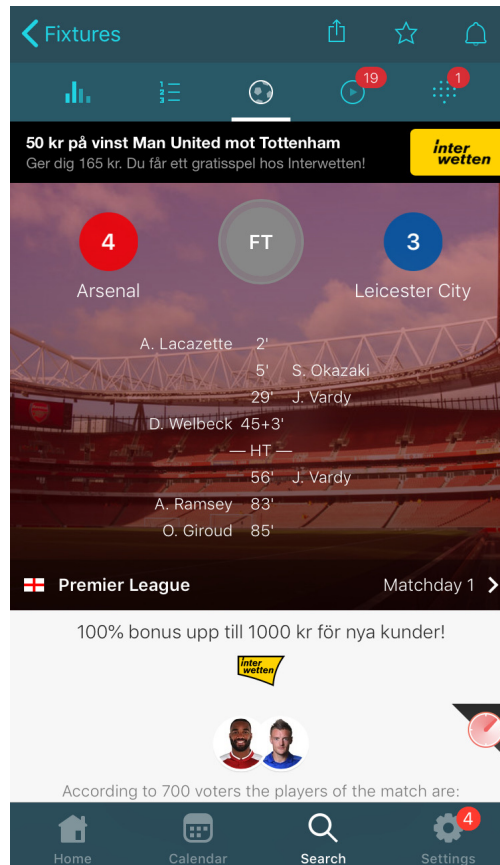 Fixtures
19
1
50 kr på vinst Man United mot Tottenham
Ger dig 165 kr. Du får ett gratisspel hos Interwetten!
inter
wetten
4 FT 3
Arsenal Leicester City
A. Lacazette 2'
5' S. Okazaki
29' J. Vardy
D. Welbeck 45+3'
— HT —
56' J. Vardy
A. Ramsey 83'
O. Giroud 85'
Premier League Matchday 1
100% bonus upp till 1000 kr för nya kunder!
inter
wetten
According to 700 voters the players of the match are:
4
Home Calendar Search Settings